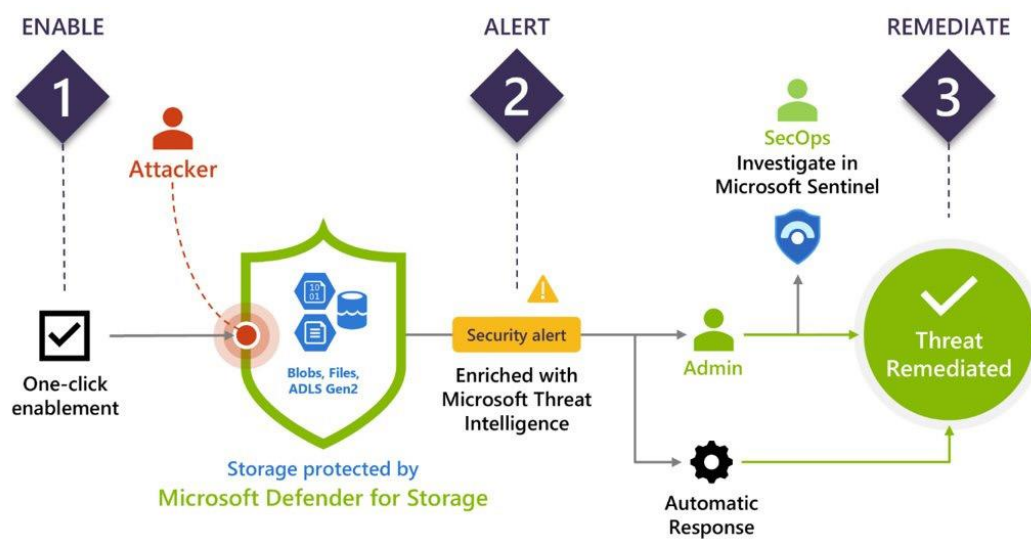 ENABLE
1
Attacker
One-click
enablement
10
01
Blobs, Files,
ADLS Gen2
Storage protected by
Microsoft Defender for Storage
ALERT
2
Security alert
Enriched with
Microsoft Threat
Intelligence
REMEDIATE
3
SecOps
Investigate in
Microsoft Sentinel
Admin
Automatic
Response
Threat
Remediated